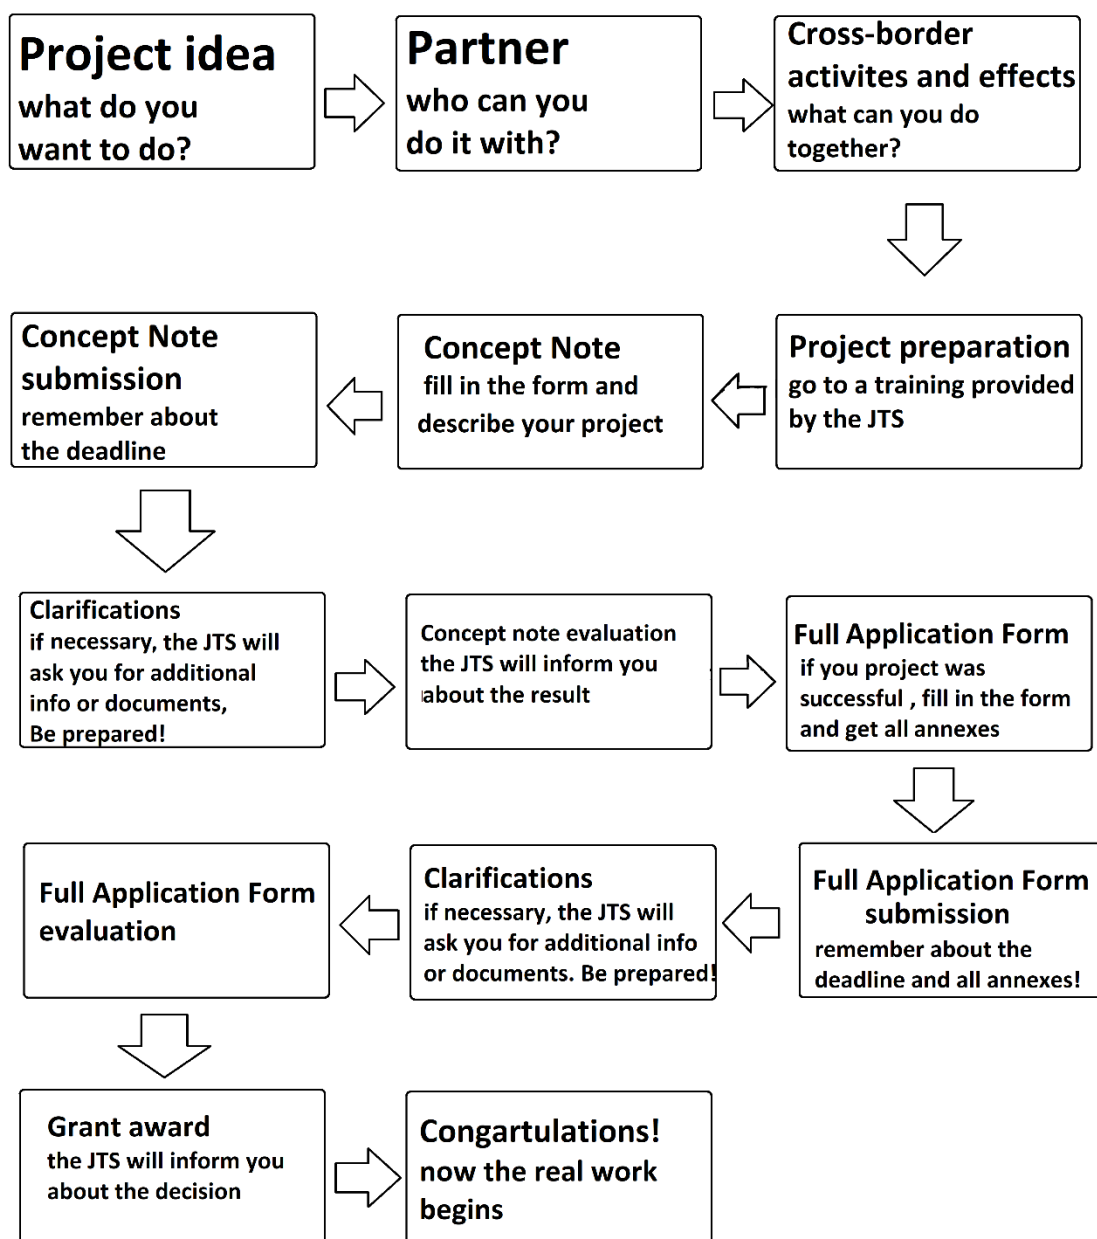 Project idea
what do you
want to do?
Partner
who can you
do it with?
Cross-border
activites and effects
what can you do
together?
Project preparation
go to a training provided
by the JTS
Concept Note
fill in the form and
describe your project
Concept Note
submission
remember about
the deadline
Clarifications
if necessary, the JTS will
ask you for additional
info or documents,
Be prepared!
Concept note evaluation
the JTS will inform you
about the result
Full Application Form
if you project was
successful , fill in the form
and get all annexes
Full Application Form
submission
remember about the
deadline and all annexes!
Clarifications
if necessary, the JTS will
ask you for additional info
or documents. Be prepared!
Full Application Form
evaluation
Grant award
the JTS will inform you
about the decision
Congartulations!
now the real work
begins